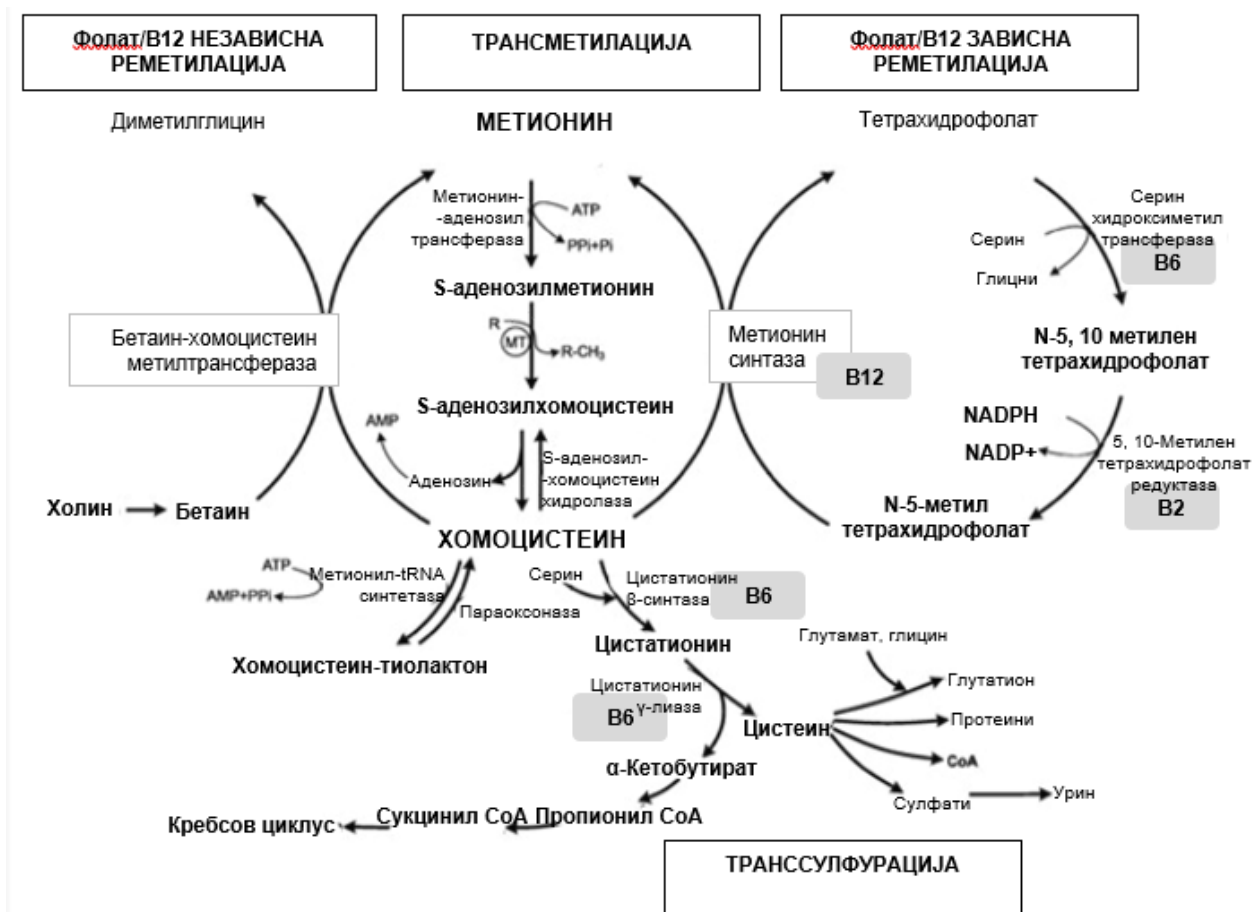 Фолат/B12 НЕЗАВИСНА
РЕМЕТИЛАЦИЈА
ТРАНСМЕТИЛАЦИЈА
Фолат/B12 ЗАВИСНА
РЕМЕТИЛАЦИЈА
Диметилглицин
МЕТИОНИН
Тетрахидрофолат
Метионин-
-аденозил
трансфераза
ATP
PPi+Pi
Серин
хидроксиметил
трансфераза
B6
Серин
Глицни
S-аденозилметионин
R
MT
R-CH3
Бетаин-хомоцистеин
метилтрансфераза
Метионин
синтаза
B12
N-5, 10 метилен
тетрахидрофолат
S-аденозилхомоцистеин
AMP
Аденозин
S-аденозил-
-хомоцистеин
хидролаза
NADPH
NADP+
5, 10-Метилен
тетрахидрофолат
редуктаза
B2
Холин
Бетаин
N-5-метил
тетрахидрофолат
ХОМОЦИСТЕИН
ATP
AMP+PPi
Метионил-tRNA
синтетаза
Параоксоназа
Серин
Цистатионин
β-синтаза
B6
Хомоцистеин-тиолактон
Цистатионин
Глутамат, глицин
Цистатионин
γ-лиаза
B6
Цистеин
Глутатион
Протеини
CoA
Сулфати
Урин
α-Кетобутират
Кребсов циклус
Сукцинил CoA Пропионил CoA
ТРАНССУЛФУРАЦИЈА